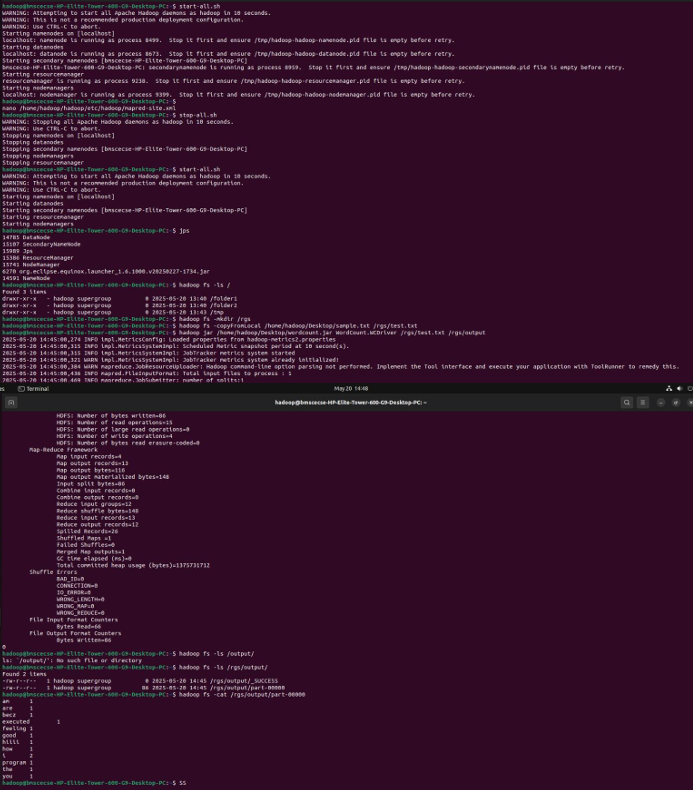 hadoop@bmscecse-HP-Elite-Tower-600-G9-Desktop-PC:~$ start-all.sh
WARNING: Attempting to start all Apache Hadoop daemons as hadoop in 10 seconds.
WARNING: This is not a recommended production deployment configuration.
WARNING: Use CTRL-C to abort.
Starting namenodes on [localhost]
localhost: namenode is running as process 8499.  Stop it first and ensure /tmp/hadoop-hadoop-namenode.pid file is empty before retry.
Starting datanodes
localhost: datanode is running as process 8673.  Stop it first and ensure /tmp/hadoop-hadoop-datanode.pid file is empty before retry.
Starting secondary namenodes [bmscecse-HP-Elite-Tower-600-G9-Desktop-PC]
bmscecse-HP-Elite-Tower-600-G9-Desktop-PC: secondarynamenode is running as process 8959.  Stop it first and ensure /tmp/hadoop-hadoop-secondarynamenode.pid file is empty before retry.
Starting resourcemanager
resourcemanager is running as process 9238.  Stop it first and ensure /tmp/hadoop-hadoop-resourcemanager.pid file is empty before retry.
Starting nodemanagers
localhost: nodemanager is running as process 9399.  Stop it first and ensure /tmp/hadoop-hadoop-nodemanager.pid file is empty before retry.
hadoop@bmscecse-HP-Elite-Tower-600-G9-Desktop-PC:~$
nano /home/hadoop/hadoop/etc/hadoop/mapred-site.xml
hadoop@bmscecse-HP-Elite-Tower-600-G9-Desktop-PC:~$ stop-all.sh
WARNING: Stopping all Apache Hadoop daemons as hadoop in 10 seconds.
WARNING: Use CTRL-C to abort.
Stopping namenodes on [localhost]
Stopping datanodes
Stopping secondary namenodes [bmscecse-HP-Elite-Tower-600-G9-Desktop-PC]
Stopping nodemanagers
Stopping resourcemanager
hadoop@bmscecse-HP-Elite-Tower-600-G9-Desktop-PC:~$ start-all.sh
WARNING: Attempting to start all Apache Hadoop daemons as hadoop in 10 seconds.
WARNING: This is not a recommended production deployment configuration.
WARNING: Use CTRL-C to abort.
Starting namenodes on [localhost]
Starting datanodes
Starting secondary namenodes [bmscecse-HP-Elite-Tower-600-G9-Desktop-PC]
Starting resourcemanager
Starting nodemanagers
hadoop@bmscecse-HP-Elite-Tower-600-G9-Desktop-PC:~$ jps
14785 DataNode
15107 SecondaryNameNode
15989 Jps
15386 ResourceManager
15741 NodeManager
6270 org.eclipse.equinox.launcher_1.6.1000.v20250227-1734.jar
14591 NameNode
hadoop@bmscecse-HP-Elite-Tower-600-G9-Desktop-PC:~$ hadoop fs -ls /
Found 3 items
drwxr-xr-x   - hadoop supergroup          0 2025-05-20 13:40 /folder1
drwxr-xr-x   - hadoop supergroup          0 2025-05-20 13:40 /folder2
drwxr-xr-x   - hadoop supergroup          0 2025-05-20 13:43 /tmp
hadoop@bmscecse-HP-Elite-Tower-600-G9-Desktop-PC:~$ hadoop fs -mkdir /rgs
hadoop@bmscecse-HP-Elite-Tower-600-G9-Desktop-PC:~$ hadoop fs -copyFromLocal /home/hadoop/Desktop/sample.txt /rgs/test.txt
hadoop@bmscecse-HP-Elite-Tower-600-G9-Desktop-PC:~$ hadoop jar /home/hadoop/Desktop/wordcount.jar WordCount.WCDriver /rgs/test.txt /rgs/output
2025-05-20 14:45:00,274 INFO impl.MetricsConfig: Loaded properties from hadoop-metrics2.properties
2025-05-20 14:45:00,315 INFO impl.MetricsSystemImpl: Scheduled Metric snapshot period at 10 second(s).
2025-05-20 14:45:00,315 INFO impl.MetricsSystemImpl: JobTracker metrics system started
2025-05-20 14:45:00,321 WARN impl.MetricsSystemImpl: JobTracker metrics system already initialized!
2025-05-20 14:45:00,384 WARN mapreduce.JobResourceUploader: Hadoop command-line option parsing not performed. Implement the Tool interface and execute your application with ToolRunner to remedy this.
2025-05-20 14:45:00,436 INFO mapred.FileInputFormat: Total input files to process : 1
2025-05-20 14:45:00,469 INFO mapreduce.JobSubmitter: number of splits:1
es Terminal May 20 14:48
hadoop@bmscecse-HP-Elite-Tower-600-G9-Desktop-PC: ~
HDFS: Number of bytes written=86
HDFS: Number of read operations=15
HDFS: Number of large read operations=0
HDFS: Number of write operations=4
HDFS: Number of bytes read erasure-coded=0
Map-Reduce Framework
Map input records=4
Map output records=13
Map output bytes=116
Map output materialized bytes=148
Input split bytes=86
Combine input records=0
Combine output records=0
Reduce input groups=12
Reduce shuffle bytes=148
Reduce input records=13
Reduce output records=12
Spilled Records=26
Shuffled Maps =1
Failed Shuffles=0
Merged Map outputs=1
GC time elapsed (ms)=0
Total committed heap usage (bytes)=1375731712
Shuffle Errors
BAD_ID=0
CONNECTION=0
IO_ERROR=0
WRONG_LENGTH=0
WRONG_MAP=0
WRONG_REDUCE=0
File Input Format Counters
Bytes Read=66
File Output Format Counters
Bytes Written=86
0
hadoop@bmscecse-HP-Elite-Tower-600-G9-Desktop-PC:~$ hadoop fs -ls /output/
ls: `/output/': No such file or directory
hadoop@bmscecse-HP-Elite-Tower-600-G9-Desktop-PC:~$ hadoop fs -ls /rgs/output/
Found 2 items
-rw-r--r--   1 hadoop supergroup          0 2025-05-20 14:45 /rgs/output/_SUCCESS
-rw-r--r--   1 hadoop supergroup         86 2025-05-20 14:45 /rgs/output/part-00000
hadoop@bmscecse-HP-Elite-Tower-600-G9-Desktop-PC:~$ hadoop fs -cat /rgs/output/part-00000
am 1
are 1
becz 1
executed 1
feeling 1
good 1
hiiii 1
how 1
i 2
program 1
the 1
you 1
hadoop@bmscecse-HP-Elite-Tower-600-G9-Desktop-PC:~$ SS